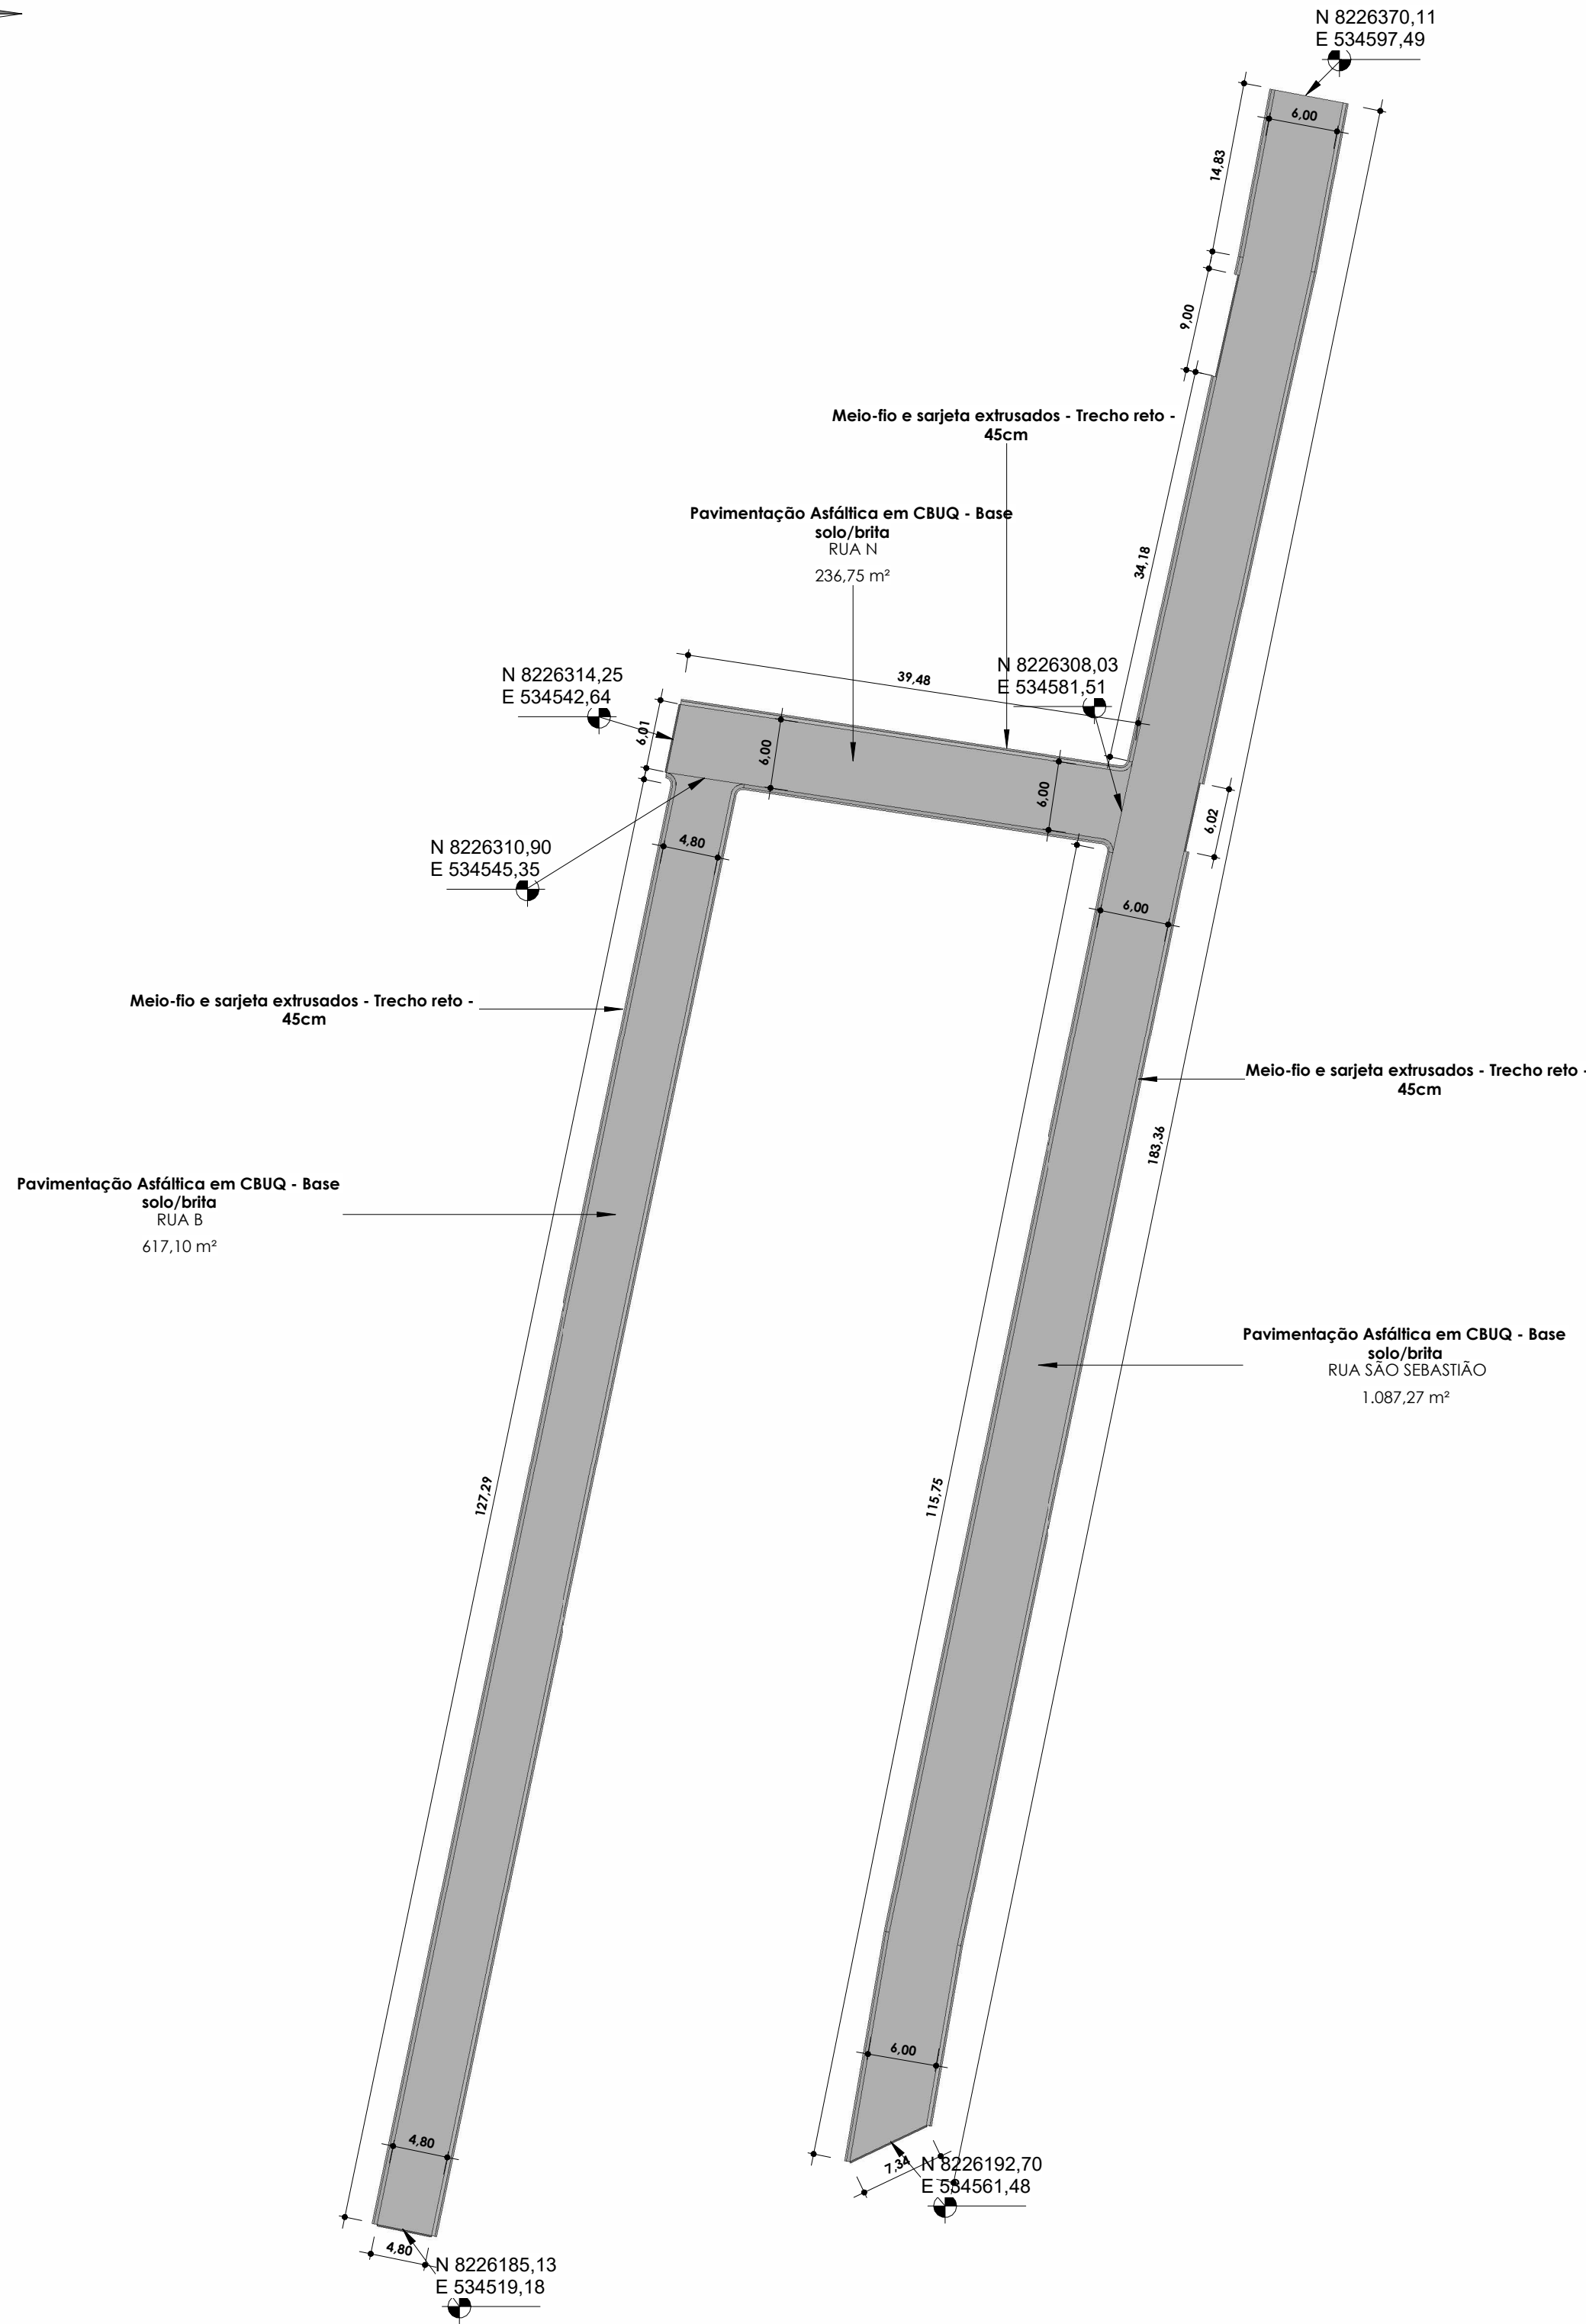 N 8226370,11
E 534597,49
6,00
14,83
9,00
Meio-fio e sarjeta extrusados - Trecho reto -
45cm
Pavimentação Asfáltica em CBUQ - Base
solo/brita
RUA N
236,75 m²
34,18
N 8226314,25
E 534542,64
39,48
N 8226308,03
E 534581,51
6,01
6,00
6,00
6,02
N 8226310,90
E 534545,35
4,80
6,00
Meio-fio e sarjeta extrusados - Trecho reto -
45cm
Meio-fio e sarjeta extrusados - Trecho reto -
45cm
183,36
Pavimentação Asfáltica em CBUQ - Base
solo/brita
RUA B
617,10 m²
Pavimentação Asfáltica em CBUQ - Base
solo/brita
RUA SÃO SEBASTIÃO
1.087,27 m²
127,29
115,75
6,00
4,80
7,34
N 8226192,70
E 534561,48
4,80
N 8226185,13
E 534519,18